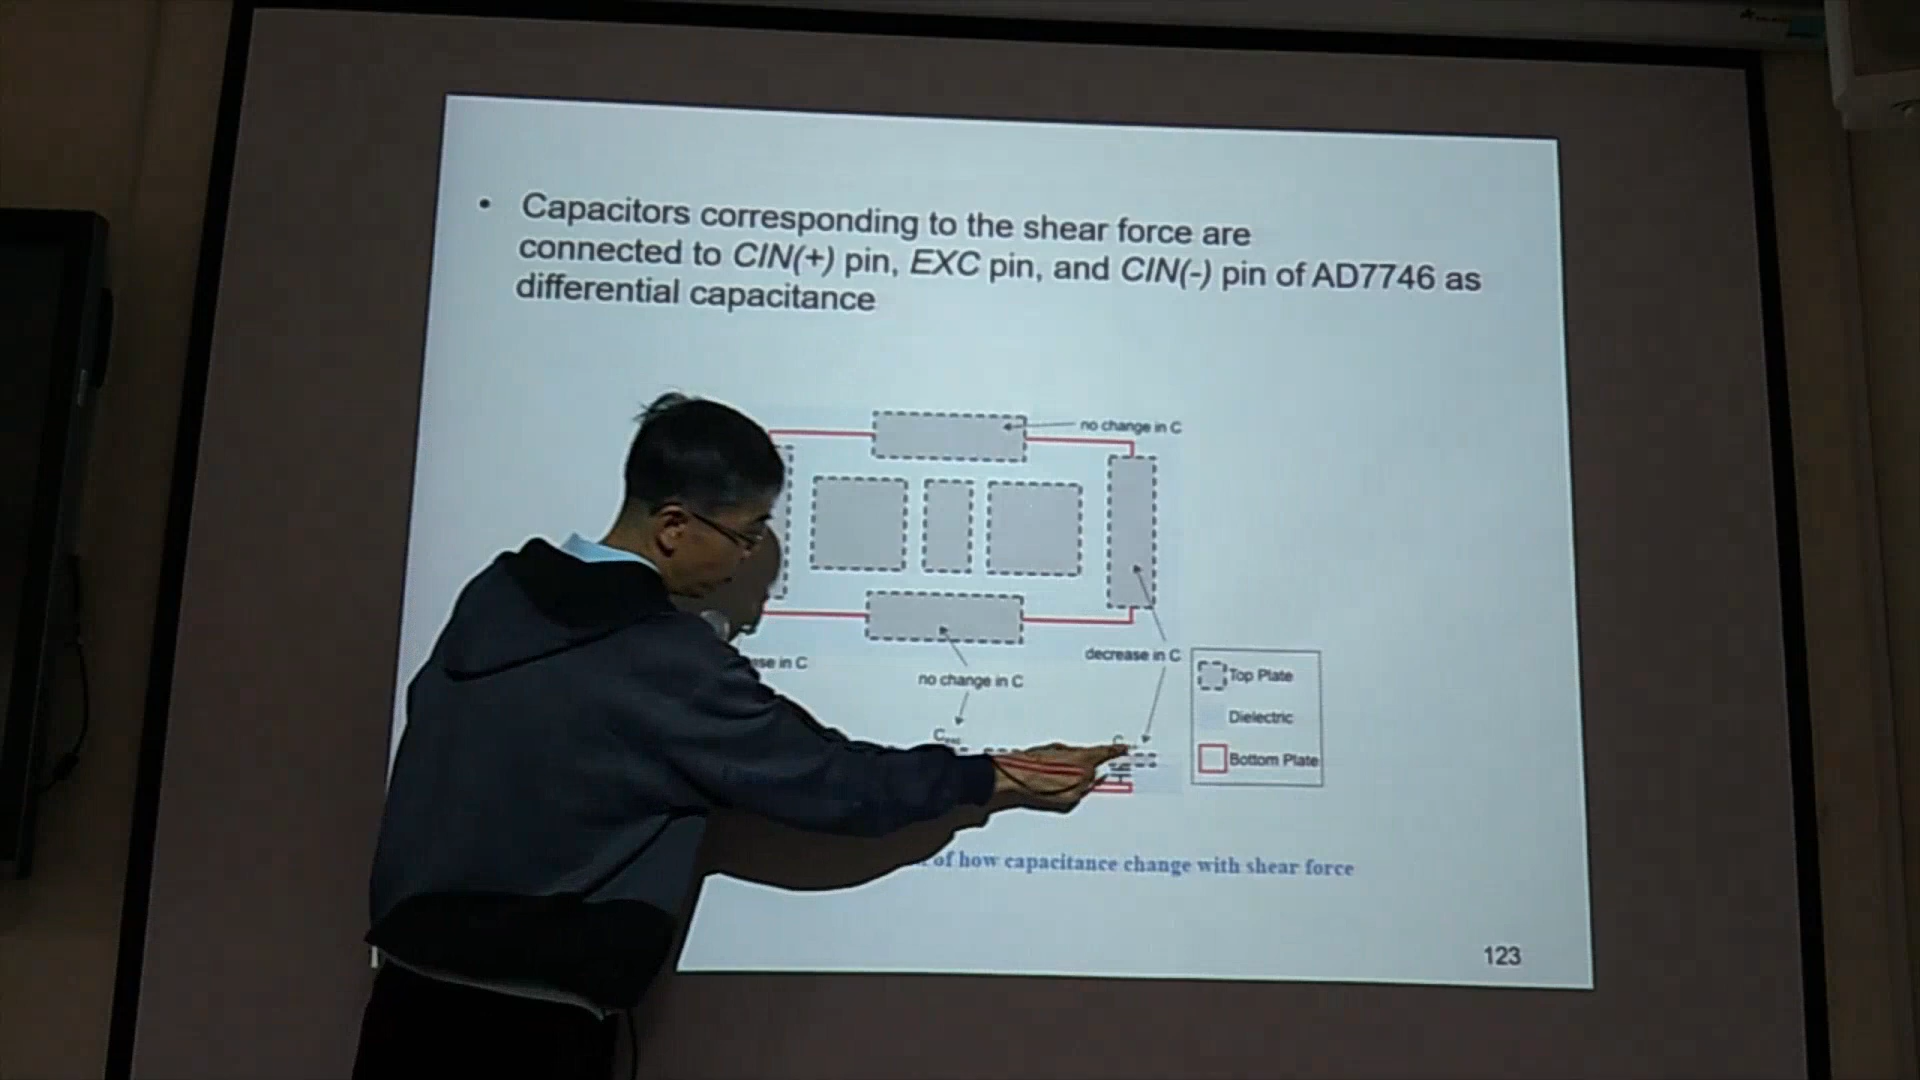 • Capacitors corresponding to the shear force are
connected to CIN(+) pin, EXC pin, and CIN(-) pin of AD7746 as
differential capacitance
no change in C
in C
no change in C
decrease in C
Top Plate
Dielectric
Bottom Plate
of how capacitance change with shear force
123